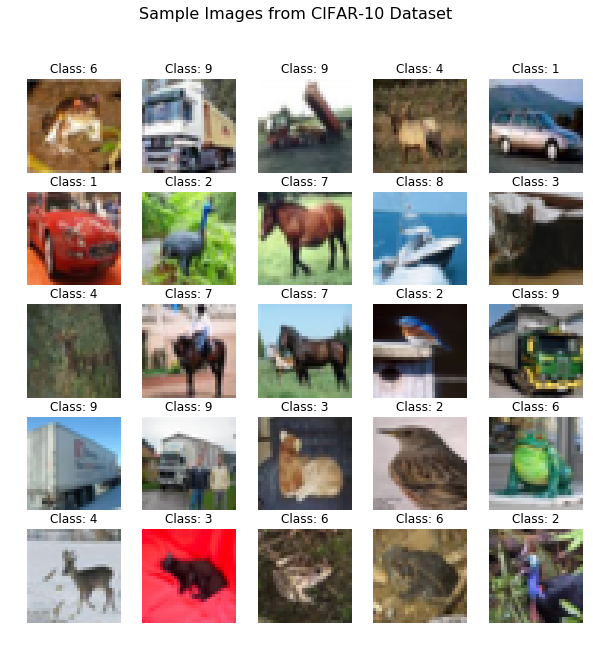 Sample Images from CIFAR-10 Dataset
Class: 6 Class: 9 Class: 9 Class: 4 Class: 1
Class: 1 Class: 2 Class: 7 Class: 8 Class: 3
Class: 4 Class: 7 Class: 7 Class: 2 Class: 9
Class: 9 Class: 9 Class: 3 Class: 2 Class: 6
Class: 4 Class: 3 Class: 6 Class: 6 Class: 2